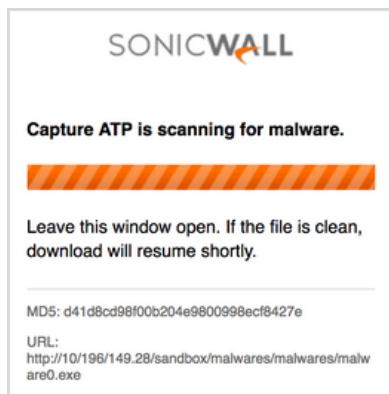 SONICWALL
Capture ATP is scanning for malware.
Leave this window open. If the file is clean,
download will resume shortly.
MD5: d41d8cd98f00b204e9800998ecf8427e
URL:
http://10/196/149.28/sandbox/malwares/malwares/malw
are0.exe